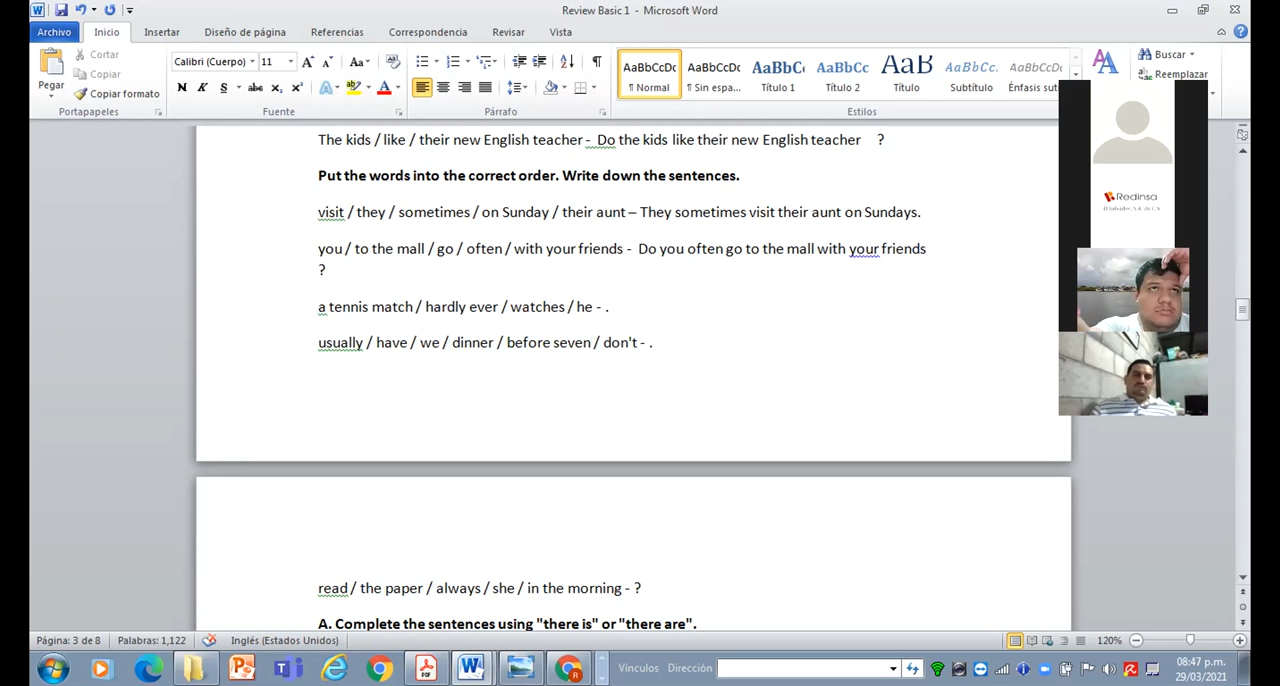 Review Basic 1 - Microsoft Word
Archivo Inicio Insertar Diseño de página Referencias Correspondencia Revisar Vista
Pegar
Cortar
Copiar
Copiar formato
Portapapeles
Calibri (Cuerpo) 11
N K S abc x₂ x²
Fuente
Párrafo
AaBbCcDc AaBbCcDc AaBbC AaBbCc AaB AaBbCc. AaBbCcDc
¶ Normal ¶ Sin espa... Título 1 Título 2 Título Subtítulo Énfasis sut
Estilos
Buscar
Reemplazar
The kids / like / their new English teacher - Do the kids like their new English teacher ?
Put the words into the correct order. Write down the sentences.
visit / they / sometimes / on Sunday / their aunt – They sometimes visit their aunt on Sundays.
you / to the mall / go / often / with your friends - Do you often go to the mall with your friends
?
a tennis match / hardly ever / watches / he - .
usually / have / we / dinner / before seven / don't - .
read / the paper / always / she / in the morning - ?
A. Complete the sentences using "there is" or "there are".
Redinsa
El Salvador, S.A. de C.V.
Página: 3 de 8 Palabras: 1,122 Inglés (Estados Unidos) 120%
Vínculos Dirección
08:47 p.m.
29/03/2021